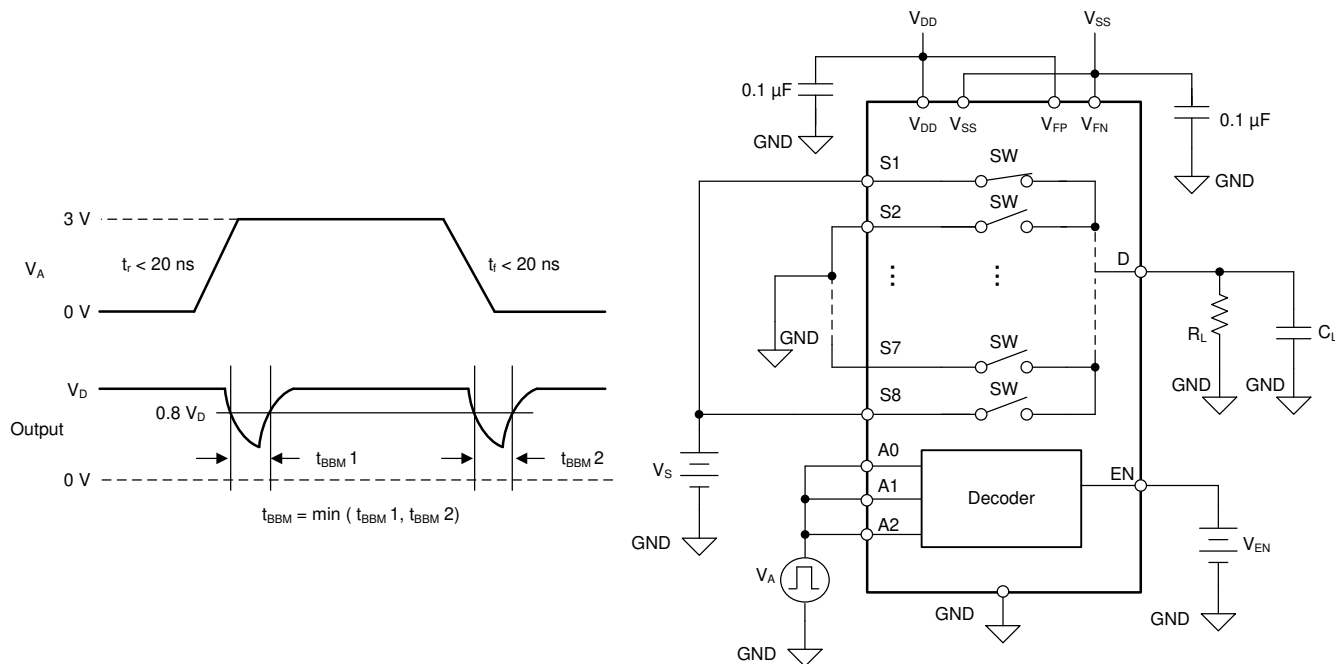 3 V
V_A
t_r < 20 ns
t_f < 20 ns
0 V
V_D
0.8 V_D
Output
t_BBM 1
t_BBM 2
0 V
t_BBM = min ( t_BBM 1, t_BBM 2)
V_DD
V_SS
0.1 µF
GND
V_DD
V_SS
V_FP
V_FN
0.1 µF
GND
S1
SW
S2
SW
D
GND
R_L
C_L
GND
GND
S7
SW
S8
SW
V_S
GND
A0
A1
A2
Decoder
EN
V_EN
GND
V_A
GND
GND